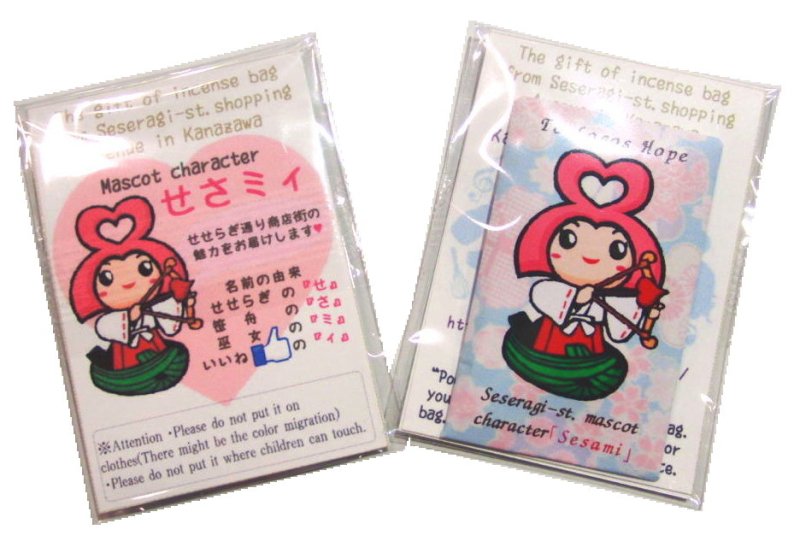 The gift of incense bag
from Seseragi-st. shopping
in Kanazawa
Mascot character
せさミィ
せせらぎ通り商店街の
魅力をお届けします♥
名前の由来
せせらぎの『せ』
笹舟の『さ』
巫女の『ミ』
いいねの『ィ』
※Attention ・Please do not put it on
clothes(There might be the color migration)
・Please do not put it where children can touch.
The gift of incense bag
from Seseragi-st. shopping
Hope
Seseragi-st. mascot
character「Sesami」
you
bag.